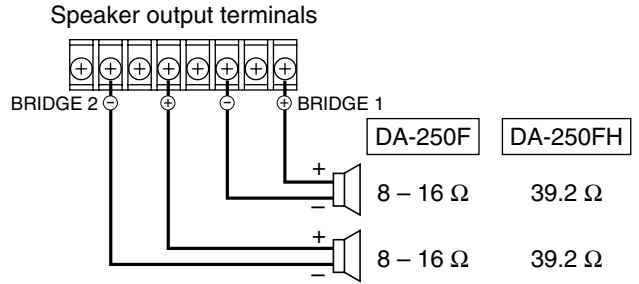 Speaker output terminals
BRIDGE 2 − + − + BRIDGE 1
DA-250F DA-250FH
+
− 8 – 16 Ω 39.2 Ω
+
− 8 – 16 Ω 39.2 Ω